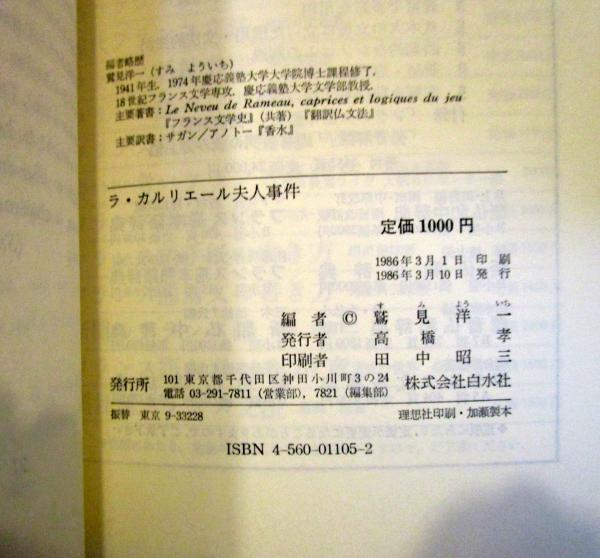 編者略歴
鷲見洋一(すみ よういち)
1941年生. 1974年慶応義塾大学大学院博士課程修了.
18世紀フランス文学専攻. 慶応義塾大学文学部教授.
主要著書：Le Neveu de Rameau, caprices et logiques du jeu
『フランス文学史』(共著)『翻訳仏文法』
主要訳書：サガン／アノトー『香水』
ラ・カルリエール夫人事件
定価1000円
1986年3月1日 印刷
1986年3月10日 発行
す み よう いち
編者 © 鷲見洋一
発行者 高橋孝
印刷者 田中昭三
発行所 101 東京都千代田区神田小川町3の24 株式会社白水社
電話 03-291-7811 (営業部), 7821 (編集部)
振替 東京 9-33228 理想社印刷・加瀬製本
ISBN 4-560-01105-2